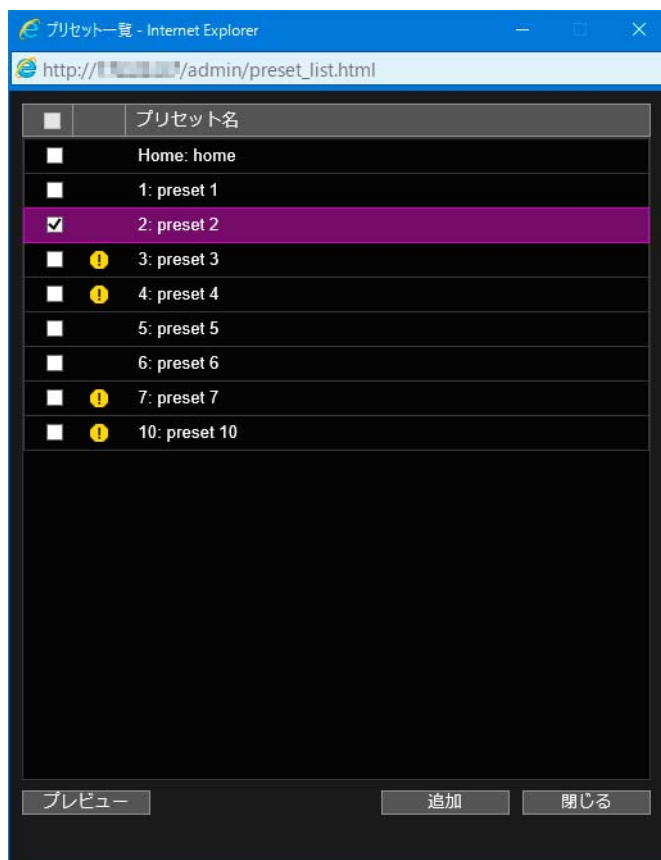 プリセット一覧 - Internet Explorer
http:// /admin/preset_list.html
プリセット名
Home: home
1: preset 1
2: preset 2
3: preset 3
4: preset 4
5: preset 5
6: preset 6
7: preset 7
10: preset 10
プレビュー 追加 閉じる